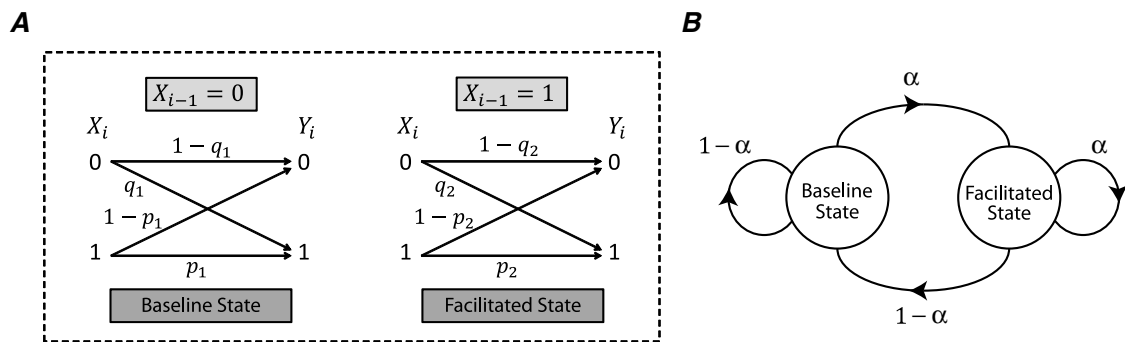 A
B
X_{i−1} = 0
X_{i−1} = 1
X_i
Y_i
X_i
Y_i
0
1 − q_1
0
0
1 − q_2
0
q_1
q_2
1 − p_1
1 − p_2
1
p_1
1
1
p_2
1
Baseline State
Facilitated State
α
1 − α
Baseline
State
Facilitated
State
α
1 − α